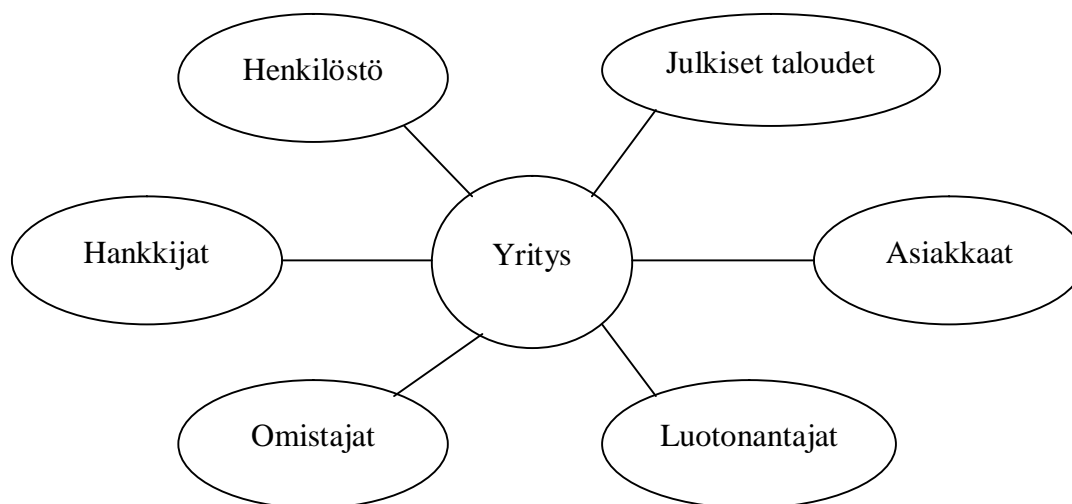 Henkilöstö
Julkiset taloudet
Hankkijat
Yritys
Asiakkaat
Omistajat
Luotonantajat